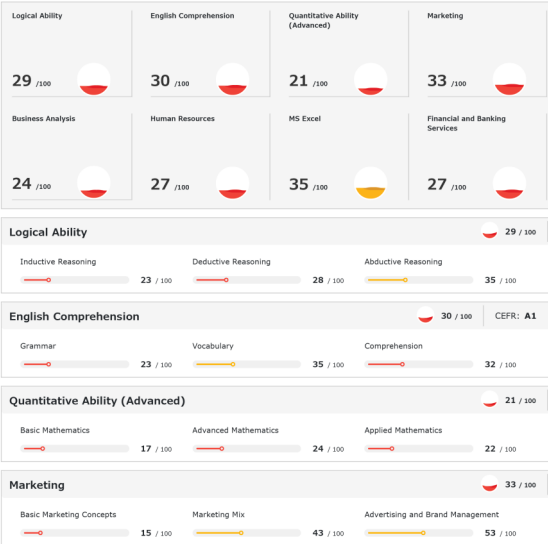 Logical Ability
English Comprehension
Quantitative Ability
(Advanced)
Marketing
29 /100
30 /100
21 /100
33 /100
Business Analysis
Human Resources
MS Excel
Financial and Banking
Services
24 /100
27 /100
35 /100
27 /100
Logical Ability
29 / 100
Inductive Reasoning
Deductive Reasoning
Abductive Reasoning
23 / 100
28 / 100
35 / 100
English Comprehension
30 / 100
CEFR: A1
Grammar
Vocabulary
Comprehension
23 / 100
35 / 100
32 / 100
Quantitative Ability (Advanced)
21 / 100
Basic Mathematics
Advanced Mathematics
Applied Mathematics
17 / 100
24 / 100
22 / 100
Marketing
33 / 100
Basic Marketing Concepts
Marketing Mix
Advertising and Brand Management
15 / 100
43 / 100
53 / 100